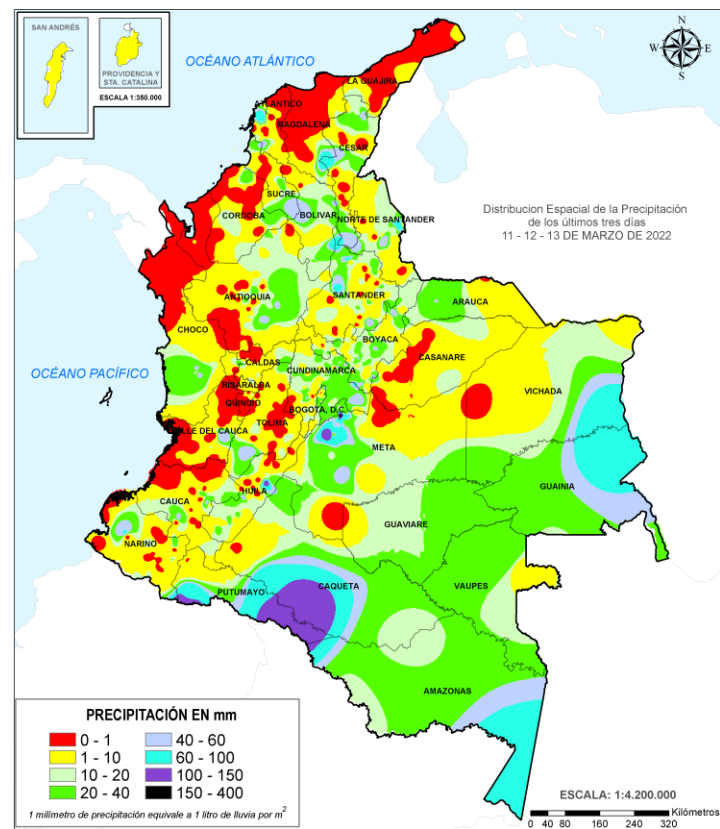 SAN ANDRÉS
PROVIDENCIA Y
STA. CATALINA
ESCALA 1:350.000
OCÉANO ATLÁNTICO
N
W E
S
LA GUAJIRA
ATLANTICO
MAGDALENA
CESAR
SUCRE
CORDOBA
BOLIVAR
NORTE DE SANTANDER
Distribucion Espacial de la Precipitación
de los últimos tres días
11 - 12 - 13 DE MARZO DE 2022
ANTIOQUIA
SANTANDER
ARAUCA
CHOCO
BOYACA
CASANARE
OCÉANO PACÍFICO
CALDAS
CUNDINAMARCA
RISARALDA
VICHADA
QUINDIO
BOGOTA, D.C.
TOLIMA
VALLE DEL CAUCA
META
GUAINIA
HUILA
CAUCA
GUAVIARE
NARIÑO
CAQUETA
VAUPES
PUTUMAYO
AMAZONAS
PRECIPITACIÓN EN mm
0 - 1 40 - 60
1 - 10 60 - 100
10 - 20 100 - 150
20 - 40 150 - 400
1 milímetro de precipitación equivale a 1 litro de lluvia por m²
ESCALA: 1:4.200.000
Kilómetros
0 40 80 160 240 320